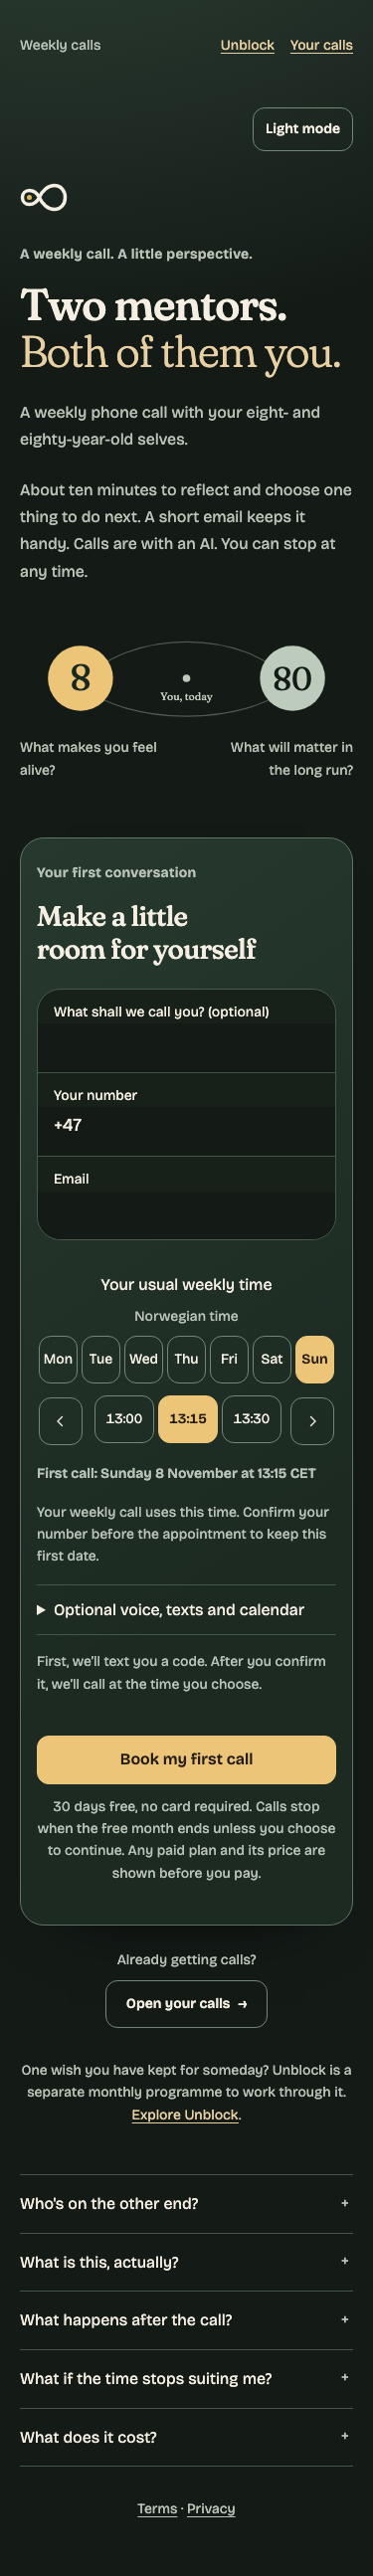 Weekly calls
Unblock
Your calls
Light mode
A weekly call. A little perspective.
Two mentors.
Both of them you.
A weekly phone call with your eight- and
eighty-year-old selves.
About ten minutes to reflect and choose one
thing to do next. A short email keeps it
handy. Calls are with an AI. You can stop at
any time.
8
You, today
80
What makes you feel
alive?
What will matter in
the long run?
Your first conversation
Make a little
room for yourself
What shall we call you? (optional)
Your number
+47
Email
Your usual weekly time
Norwegian time
Mon Tue Wed Thu Fri Sat Sun
13:00 13:15 13:30
First call: Sunday 8 November at 13:15 CET
Your weekly call uses this time. Confirm your
number before the appointment to keep this
first date.
Optional voice, texts and calendar
First, we'll text you a code. After you confirm
it, we'll call at the time you choose.
Book my first call
30 days free, no card required. Calls stop
when the free month ends unless you choose
to continue. Any paid plan and its price are
shown before you pay.
Already getting calls?
Open your calls →
One wish you have kept for someday? Unblock is a
separate monthly programme to work through it.
Explore Unblock.
Who's on the other end? +
What is this, actually? +
What happens after the call? +
What if the time stops suiting me? +
What does it cost? +
Terms · Privacy